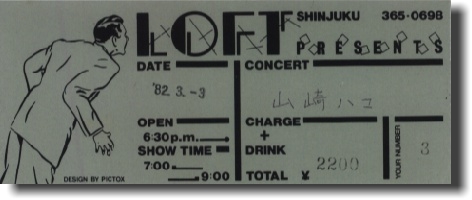 LOFT SHINJUKU 365-0698
PRESENTS
DATE
'82 3.-3
CONCERT
山崎ハコ
OPEN
6:30p.m.
SHOW TIME
7:00
9:00
CHARGE
+
DRINK
TOTAL ¥ 2200
YOUR NUMBER
3
DESIGN BY PICTOX